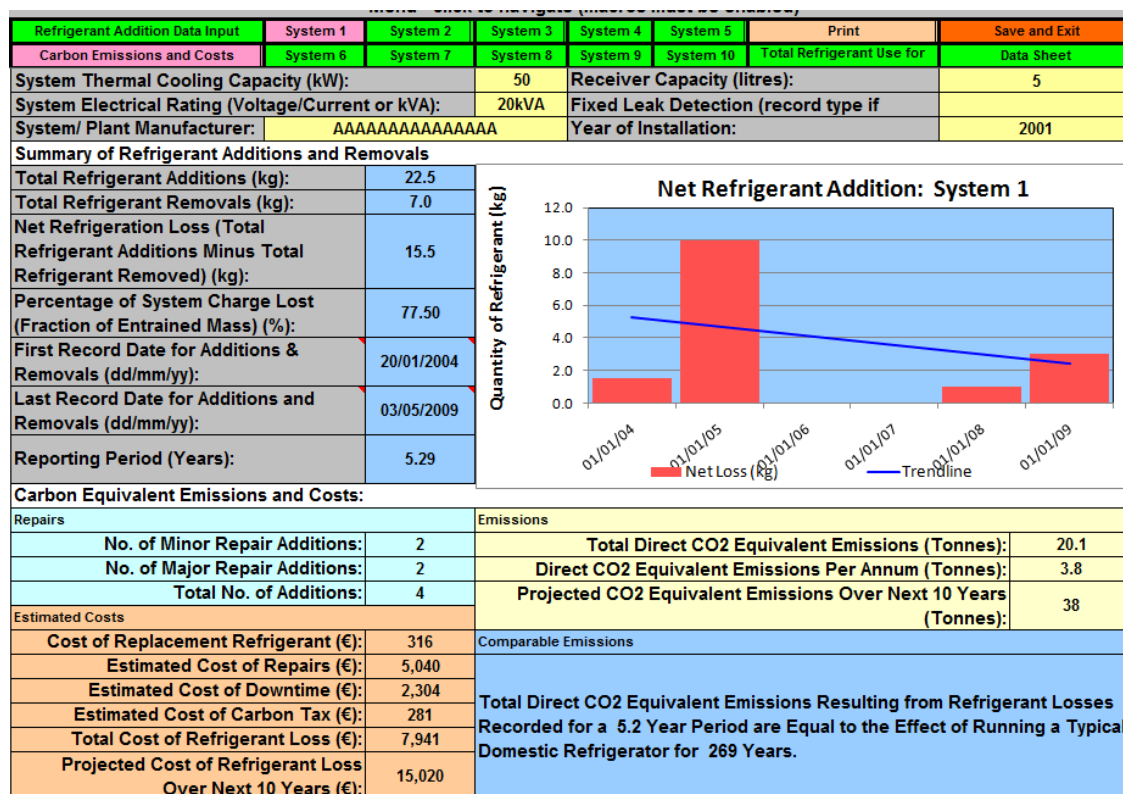 Menu - Click to navigate (Macros must be enabled)
Refrigerant Addition Data Input System 1 System 2 System 3 System 4 System 5 Print Save and Exit
Carbon Emissions and Costs System 6 System 7 System 8 System 9 System 10 Total Refrigerant Use for Data Sheet
System Thermal Cooling Capacity (kW): 50 Receiver Capacity (litres): 5
System Electrical Rating (Voltage/Current or kVA): 20kVA Fixed Leak Detection (record type if
System/ Plant Manufacturer: AAAAAAAAAAAAAAA Year of Installation: 2001
Summary of Refrigerant Additions and Removals
Total Refrigerant Additions (kg): 22.5
Total Refrigerant Removals (kg): 7.0
Net Refrigeration Loss (Total
Refrigerant Additions Minus Total
Refrigerant Removed) (kg):
15.5
Percentage of System Charge Lost
(Fraction of Entrained Mass) (%):
77.50
First Record Date for Additions &
Removals (dd/mm/yy):
20/01/2004
Last Record Date for Additions and
Removals (dd/mm/yy):
03/05/2009
Reporting Period (Years): 5.29
Net Refrigerant Addition: System 1
Quantity of Refrigerant (kg)
12.0
10.0
8.0
6.0
4.0
2.0
0.0
01/01/04 01/01/05 01/01/06 01/01/07 01/01/08 01/01/09
Net Loss (kg) Trendline
Carbon Equivalent Emissions and Costs:
Repairs
No. of Minor Repair Additions: 2
No. of Major Repair Additions: 2
Total No. of Additions: 4
Estimated Costs
Cost of Replacement Refrigerant (€): 316
Estimated Cost of Repairs (€): 5,040
Estimated Cost of Downtime (€): 2,304
Estimated Cost of Carbon Tax (€): 281
Total Cost of Refrigerant Loss (€): 7,941
Projected Cost of Refrigerant Loss
Over Next 10 Years (€):
15,020
Emissions
Total Direct CO2 Equivalent Emissions (Tonnes): 20.1
Direct CO2 Equivalent Emissions Per Annum (Tonnes): 3.8
Projected CO2 Equivalent Emissions Over Next 10 Years
(Tonnes):
38
Comparable Emissions
Total Direct CO2 Equivalent Emissions Resulting from Refrigerant Losses
Recorded for a 5.2 Year Period are Equal to the Effect of Running a Typical
Domestic Refrigerator for 269 Years.